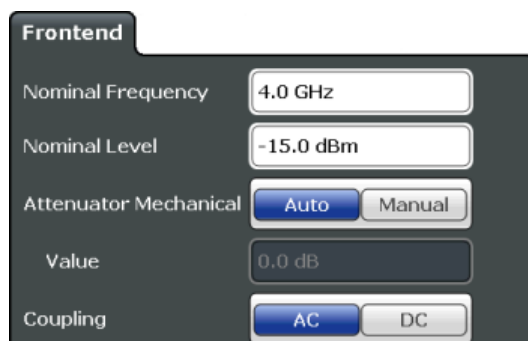 Frontend
Nominal Frequency 4.0 GHz
Nominal Level -15.0 dBm
Attenuator Mechanical Auto Manual
Value 0.0 dB
Coupling AC DC